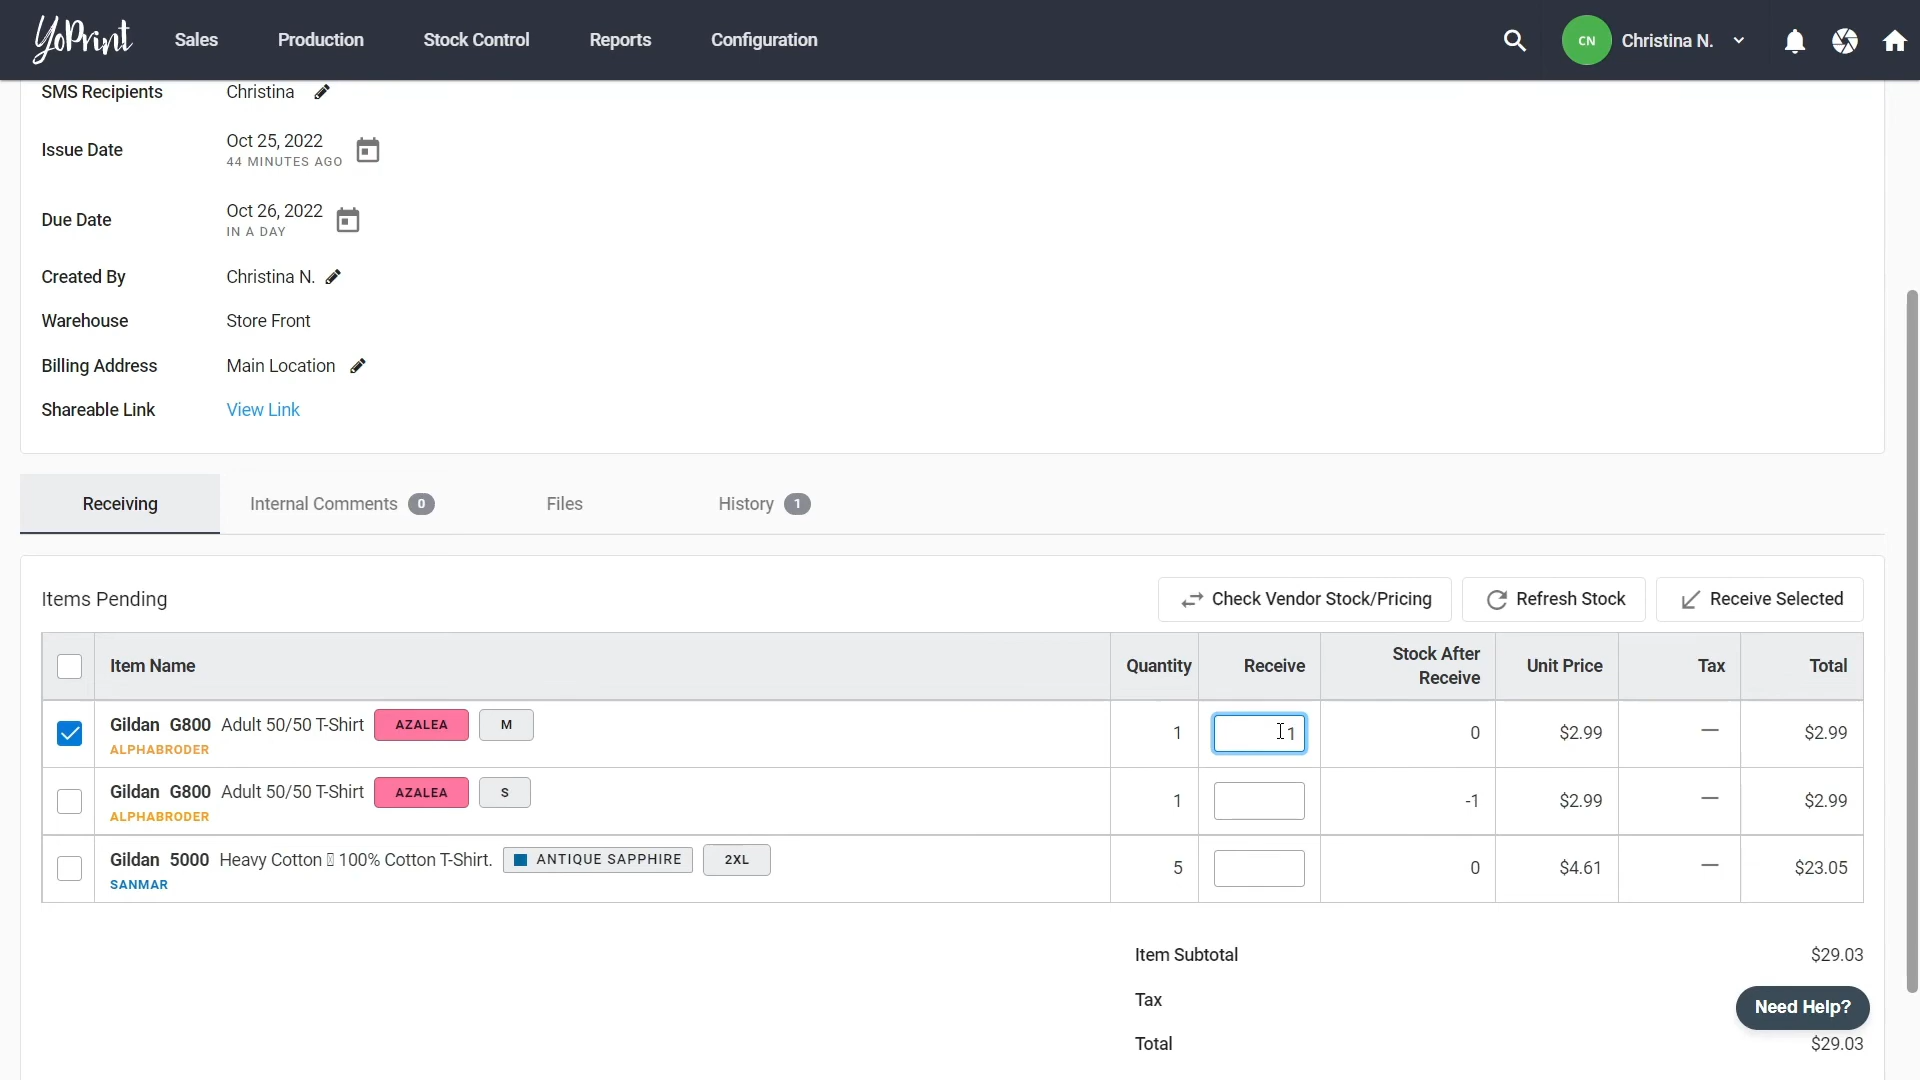 YoPrint Sales Production Stock Control Reports Configuration CN Christina N.
SMS Recipients Christina
Issue Date Oct 25, 2022
44 MINUTES AGO
Due Date Oct 26, 2022
IN A DAY
Created By Christina N.
Warehouse Store Front
Billing Address Main Location
Shareable Link View Link
Receiving Internal Comments 0 Files History 1
Items Pending Check Vendor Stock/Pricing Refresh Stock Receive Selected
Item Name Quantity Receive Stock After Receive Unit Price Tax Total
Gildan G800 Adult 50/50 T-Shirt AZALEA M 1 1 0 $2.99 — $2.99
ALPHABRODER
Gildan G800 Adult 50/50 T-Shirt AZALEA S 1 -1 $2.99 — $2.99
ALPHABRODER
Gildan 5000 Heavy Cotton 100% Cotton T-Shirt. ANTIQUE SAPPHIRE 2XL 5 0 $4.61 — $23.05
SANMAR
Item Subtotal $29.03
Tax
Need Help?
Total $29.03